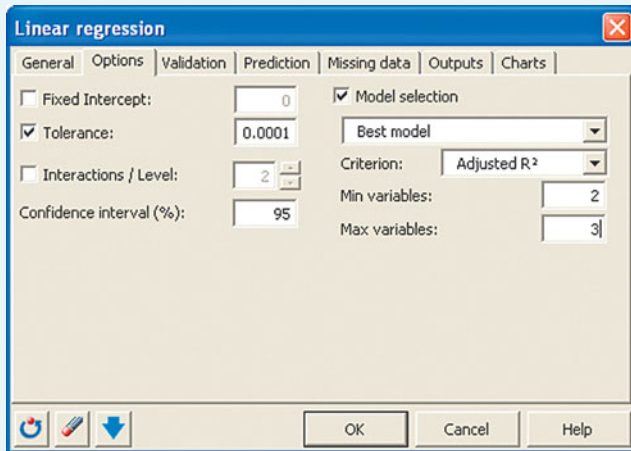 Linear regression
General Options Validation Prediction Missing data Outputs Charts
Fixed Intercept: 0
Tolerance: 0.0001
Interactions / Level: 2
Confidence interval (%): 95
Model selection
Best model
Criterion: Adjusted R²
Min variables: 2
Max variables: 3
OK Cancel Help